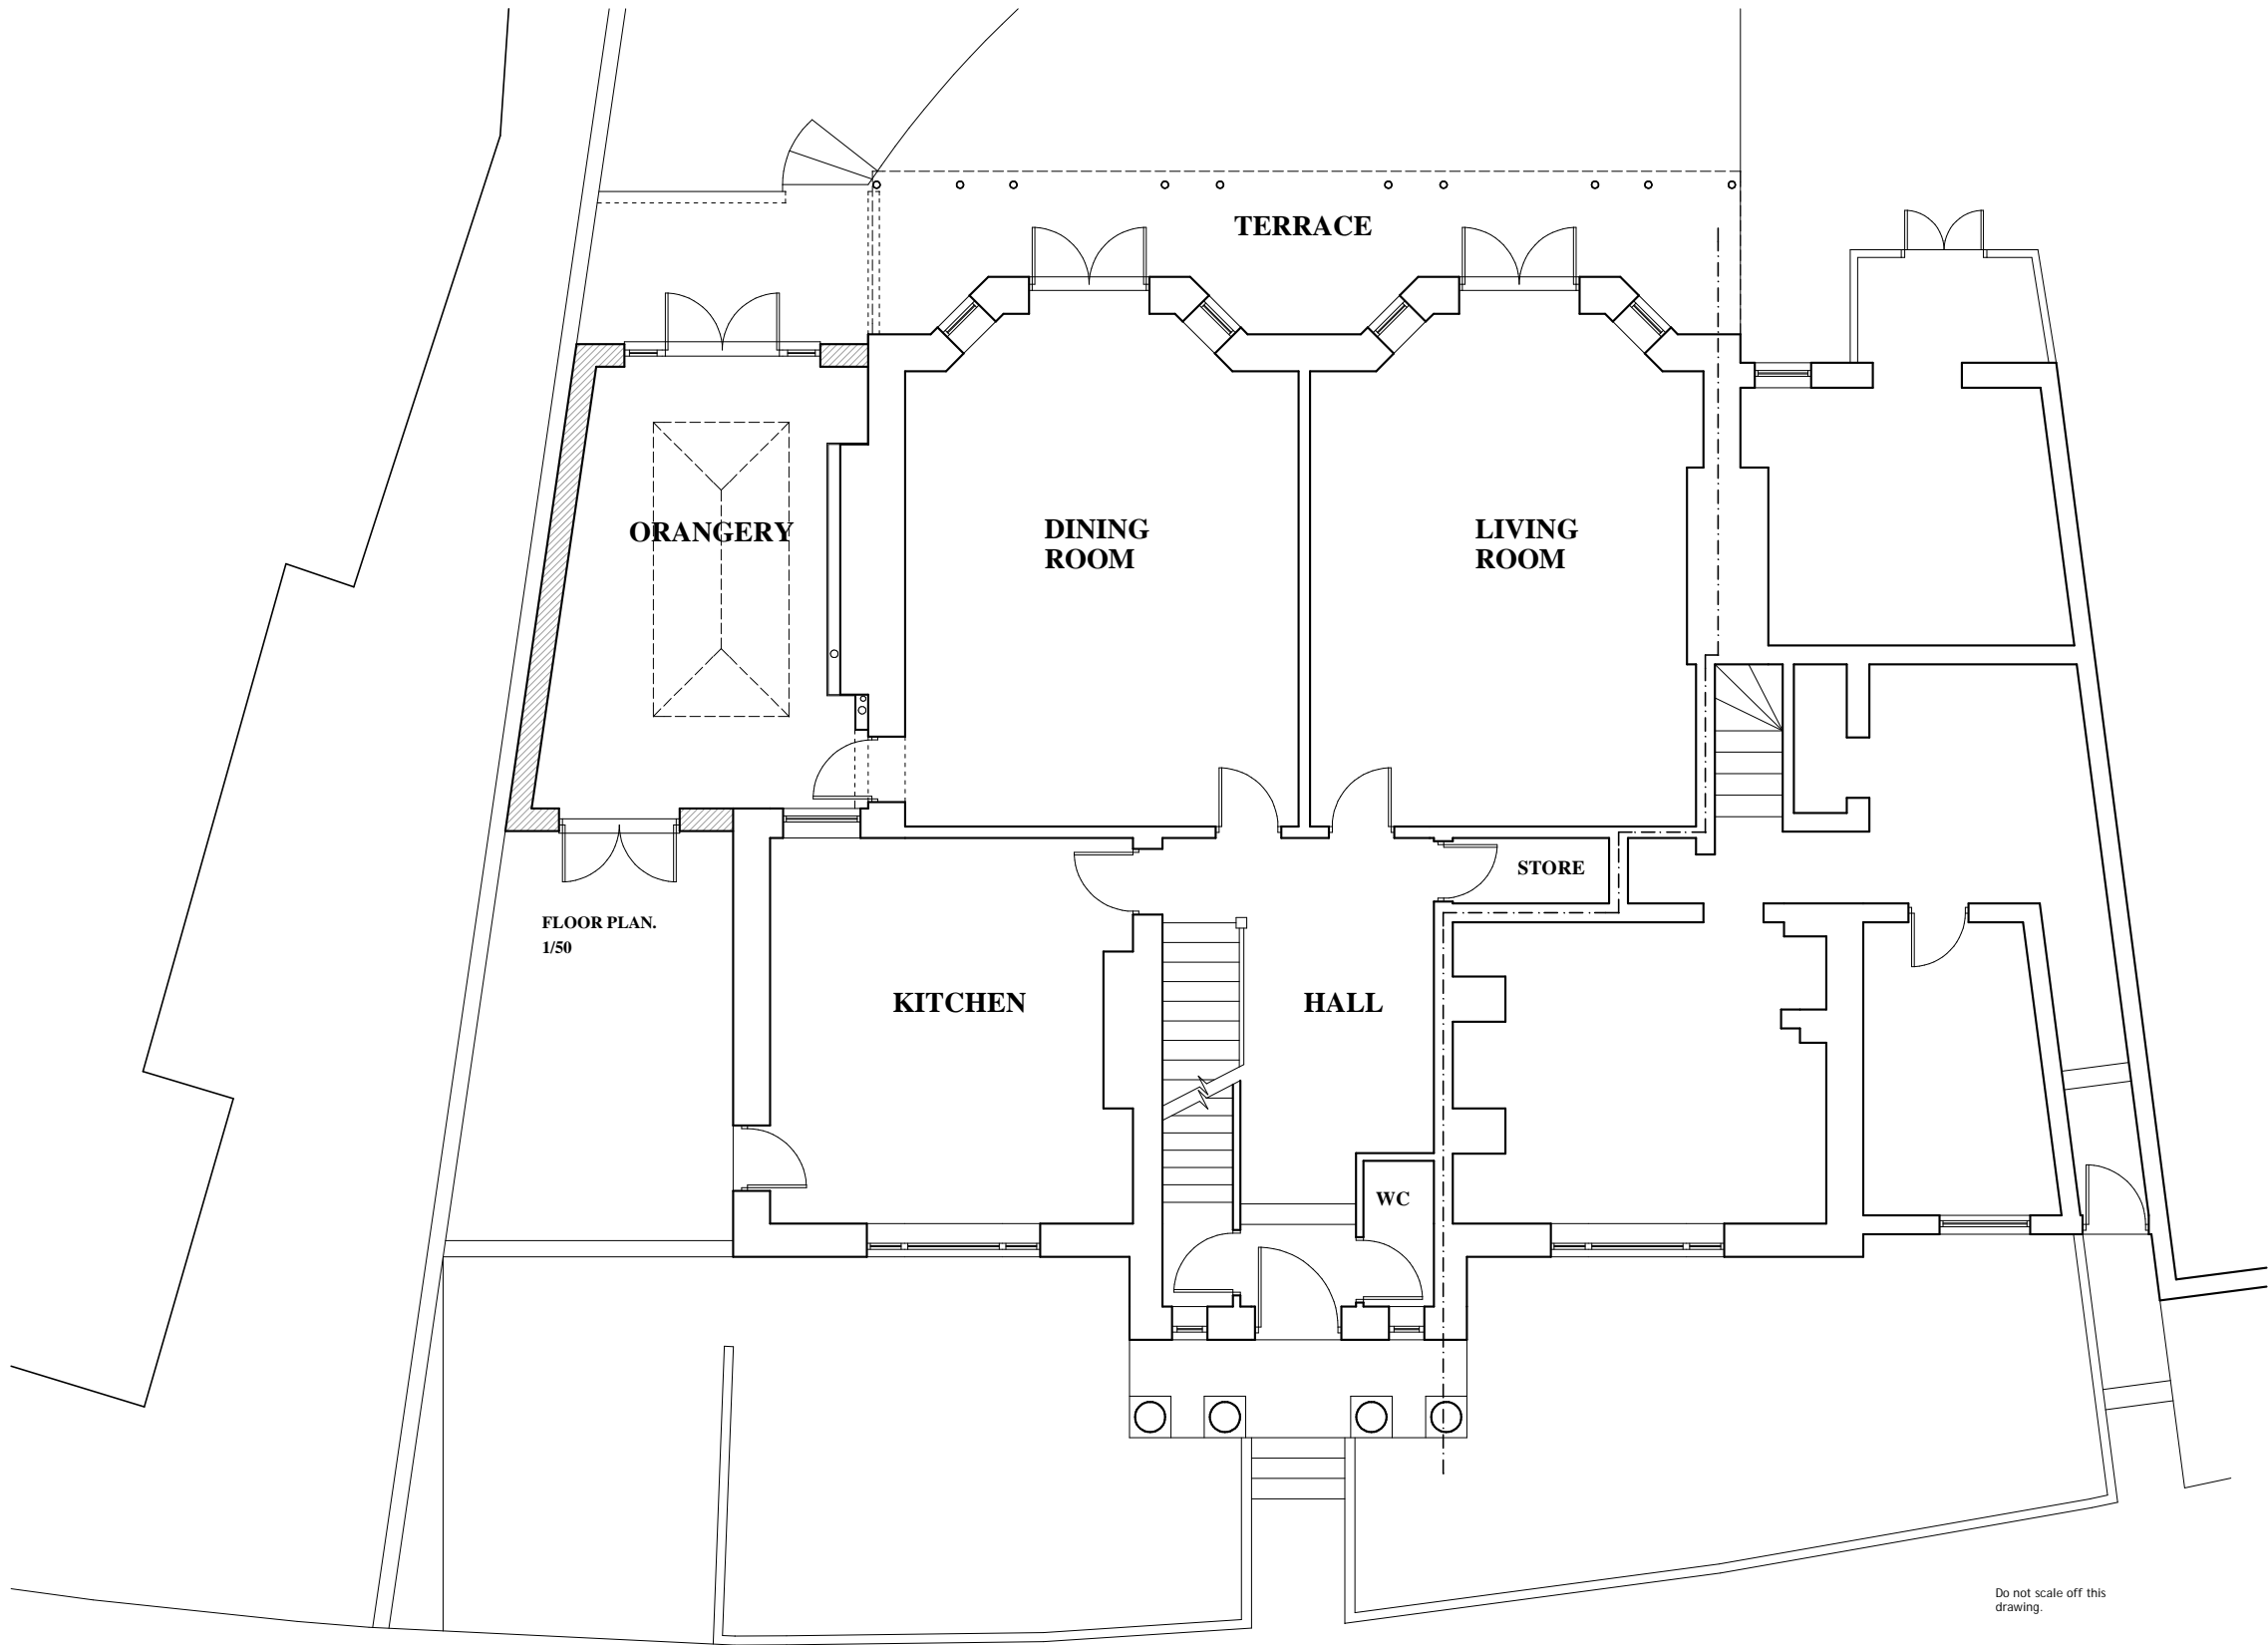 TERRACE
ORANGERY
DINING
ROOM
LIVING
ROOM
STORE
FLOOR PLAN.
1/50
KITCHEN
HALL
WC
Do not scale off this
drawing.